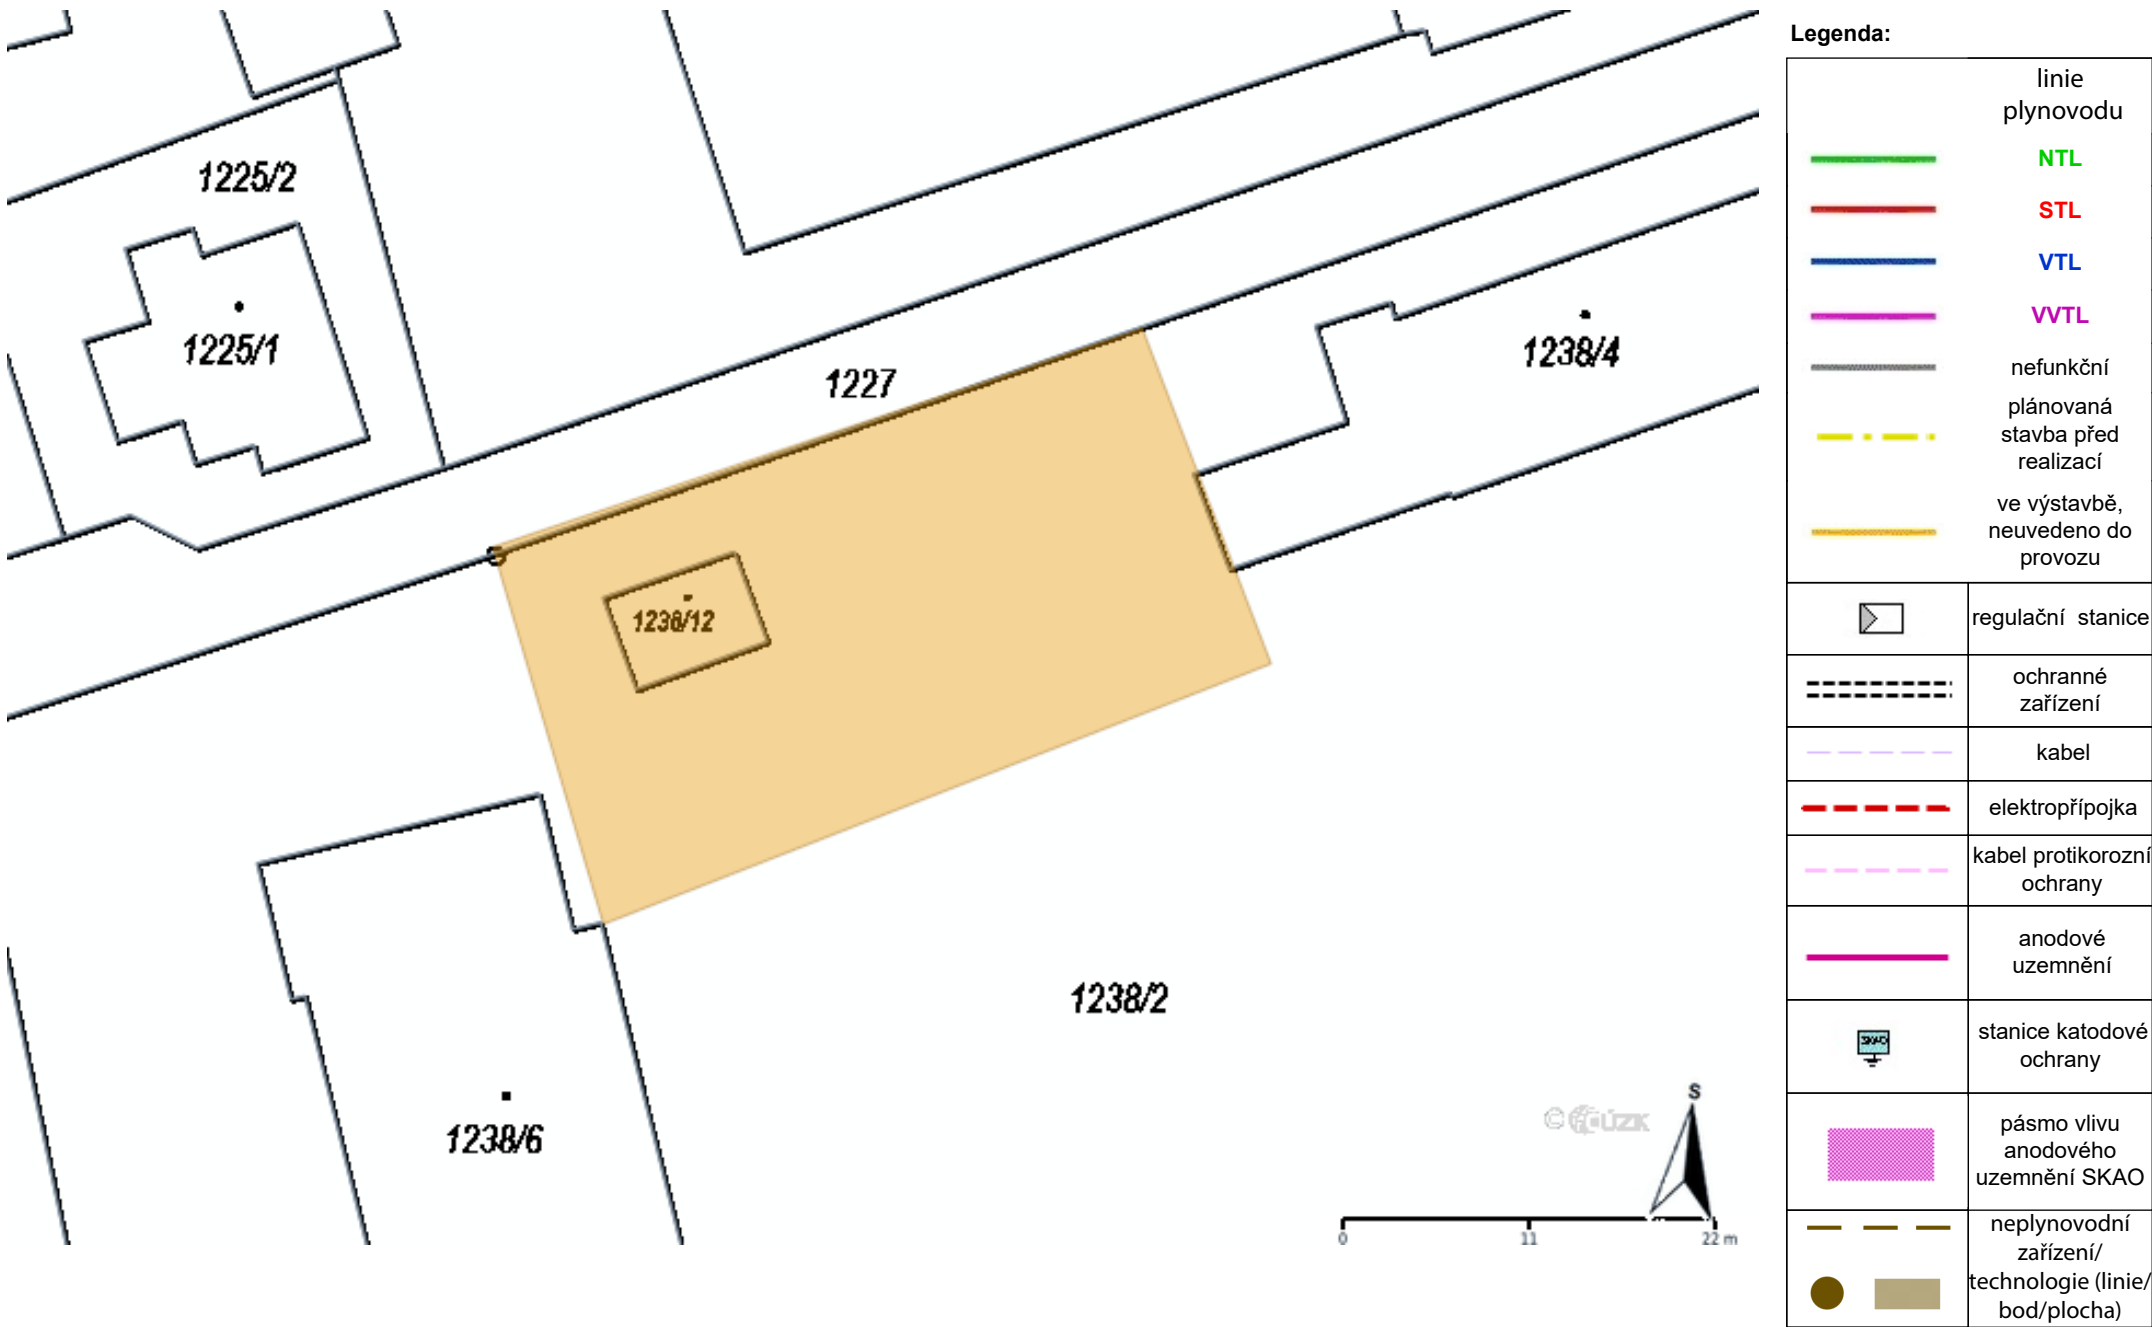 1225/2
1225/1
1227
1238/4
1238/12
1238/2
1238/6
© ČÚZK
S
0 11 22 m
Legenda:
linie
plynovodu
NTL
STL
VTL
VVTL
nefunkční
plánovaná
stavba před
realizací
ve výstavbě,
neuvedeno do
provozu
regulační stanice
ochranné
zařízení
kabel
elektropřípojka
kabel protikorozní
ochrany
anodové
uzemnění
SKAO
stanice katodové
ochrany
pásmo vlivu
anodového
uzemnění SKAO
neplynovodní
zařízení/
technologie (linie/
bod/plocha)